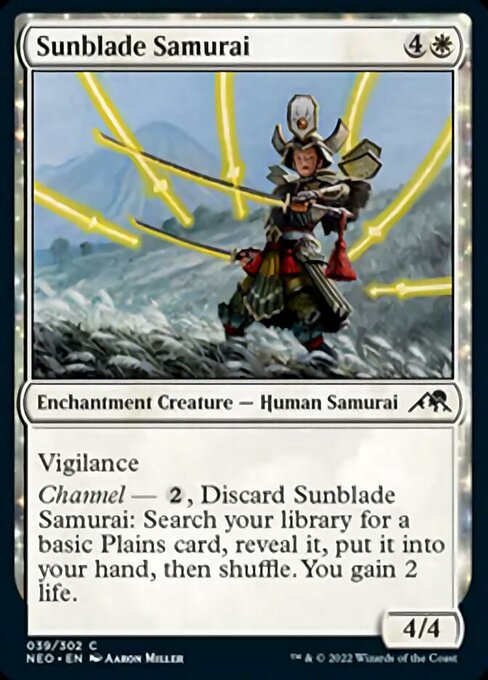 Sunblade Samurai 4
Enchantment Creature — Human Samurai
Vigilance
Channel — 2, Discard Sunblade
Samurai: Search your library for a
basic Plains card, reveal it, put it into
your hand, then shuffle. You gain 2
life.
4/4
039/302 C
NEO • EN Aaron Miller
™ & © 2022 Wizards of the Coast